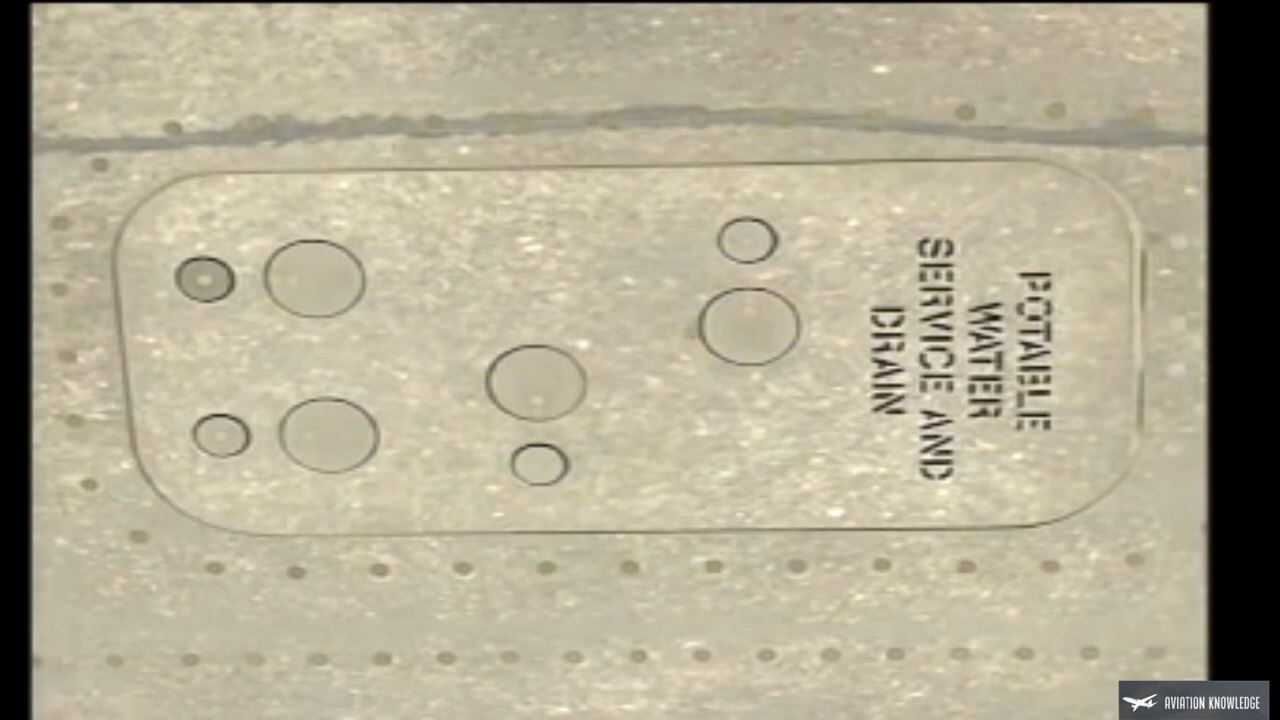 POTABLE
WATER
SERVICE AND
DRAIN
AVIATION KNOWLEDGE